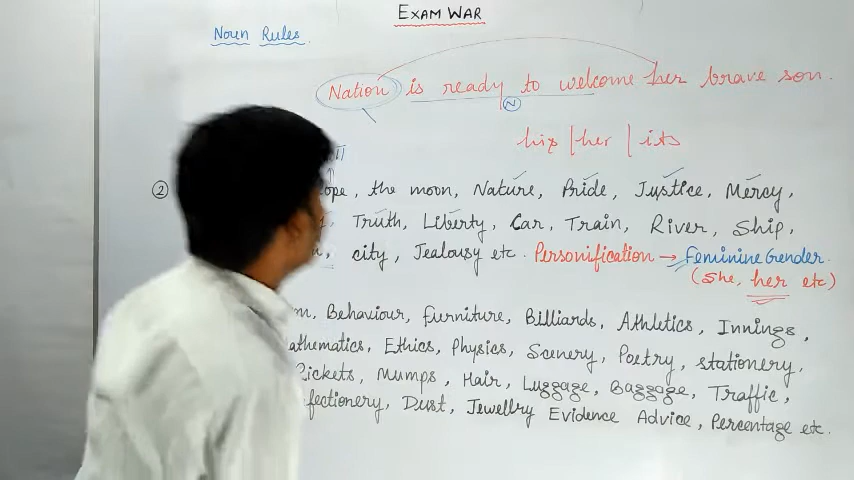 EXAM WAR
Noun Rules.
Nation is ready to welcome her brave son.
N
his | her | its
② the moon, Nature, Pride, Justice, Mercy,
Truth, Liberty, Car, Train, River, Ship,
city, Jealousy etc. Personification → Feminine Gender.
(she, her etc)
Behaviour, furniture, Billiards, Athletics, Innings,
athematics, Ethics, Physics, Scenery, Poetry, stationery,
Rickets, Mumps, Hair, Luggage, Baggage, Traffic,
fectionery, Dust, Jewellry Evidence Advice, Percentage etc.